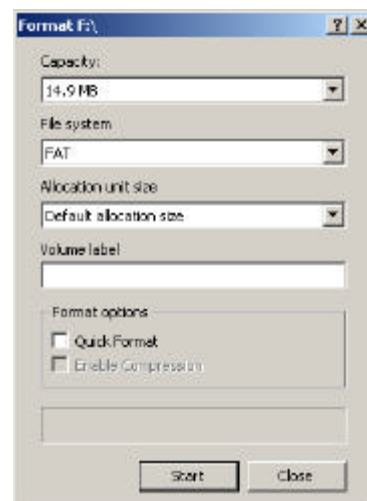 Format F:\
Capacity:
14.9 MB
File system
FAT
Allocation unit size
Default allocation size
Volume label
Format options
Quick Format
Enable Compression
Start Close